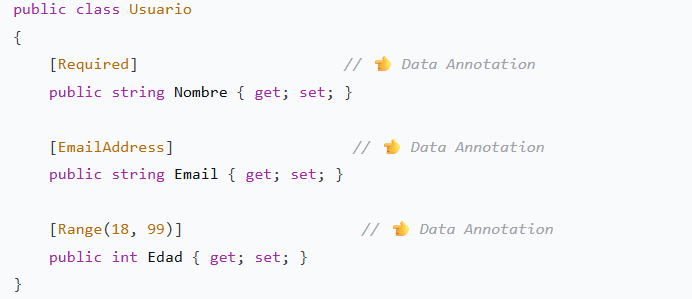 public class Usuario
{
[Required] // 👈 Data Annotation
public string Nombre { get; set; }
[EmailAddress] // 👈 Data Annotation
public string Email { get; set; }
[Range(18, 99)] // 👈 Data Annotation
public int Edad { get; set; }
}